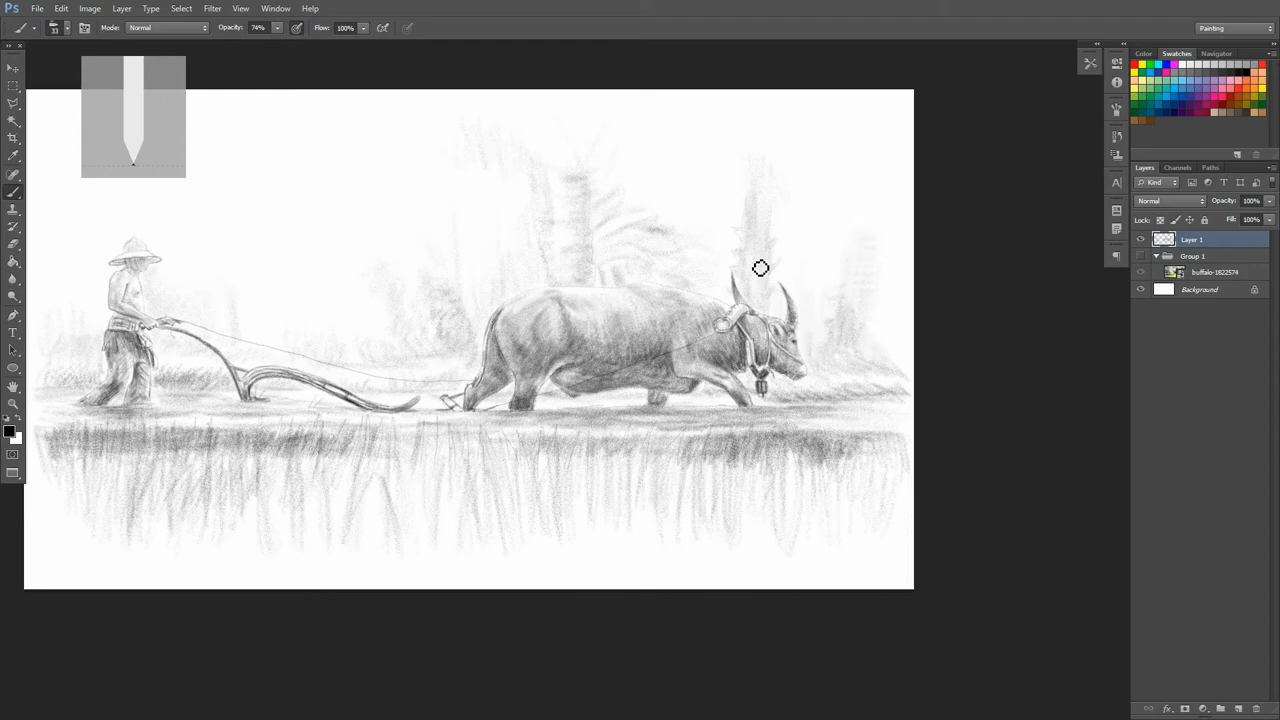 Ps File Edit Image Layer Type Select Filter View Window Help
33 Mode: Normal Opacity: 74% Flow: 100% Painting
Color Swatches Navigator
Layers Channels Paths
Kind T
Normal Opacity: 100%
Lock: Fill: 100%
Layer 1
Group 1
buffalo-1822574
Background